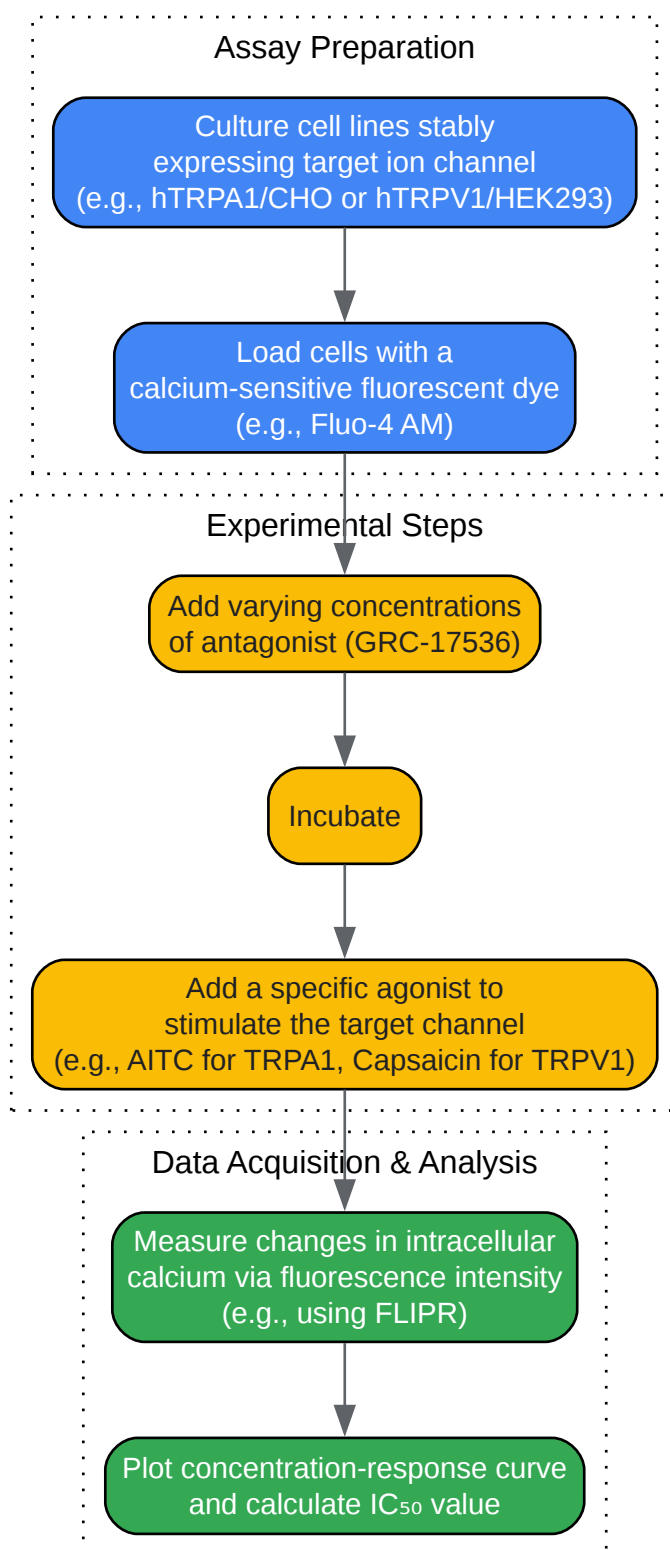 Assay Preparation
Culture cell lines stably
expressing target ion channel
(e.g., hTRPA1/CHO or hTRPV1/HEK293)
Load cells with a
calcium-sensitive fluorescent dye
(e.g., Fluo-4 AM)
Experimental Steps
Add varying concentrations
of antagonist (GRC-17536)
Incubate
Add a specific agonist to
stimulate the target channel
(e.g., AITC for TRPA1, Capsaicin for TRPV1)
Data Acquisition & Analysis
Measure changes in intracellular
calcium via fluorescence intensity
(e.g., using FLIPR)
Plot concentration-response curve
and calculate IC₅₀ value